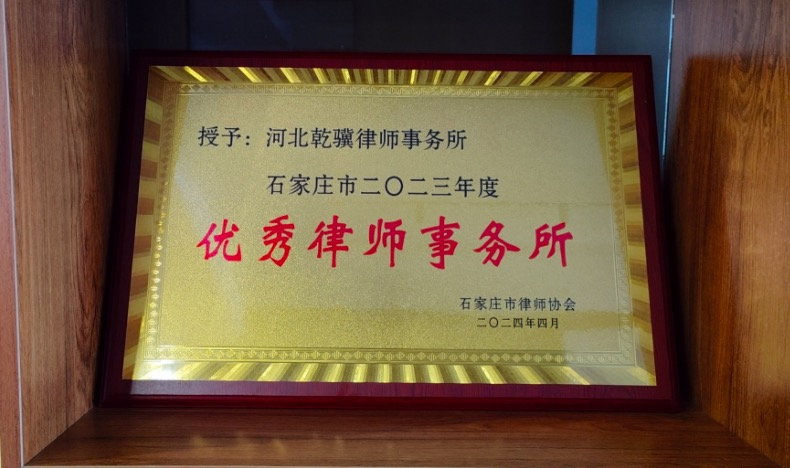 授予：河北乾骥律师事务所
石家庄市二〇二三年度
优秀律师事务所
石家庄市律师协会
二〇二四年四月